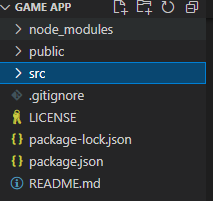 GAME APP
node_modules
public
src
.gitignore
LICENSE
{} package-lock.json
{} package.json
README.md